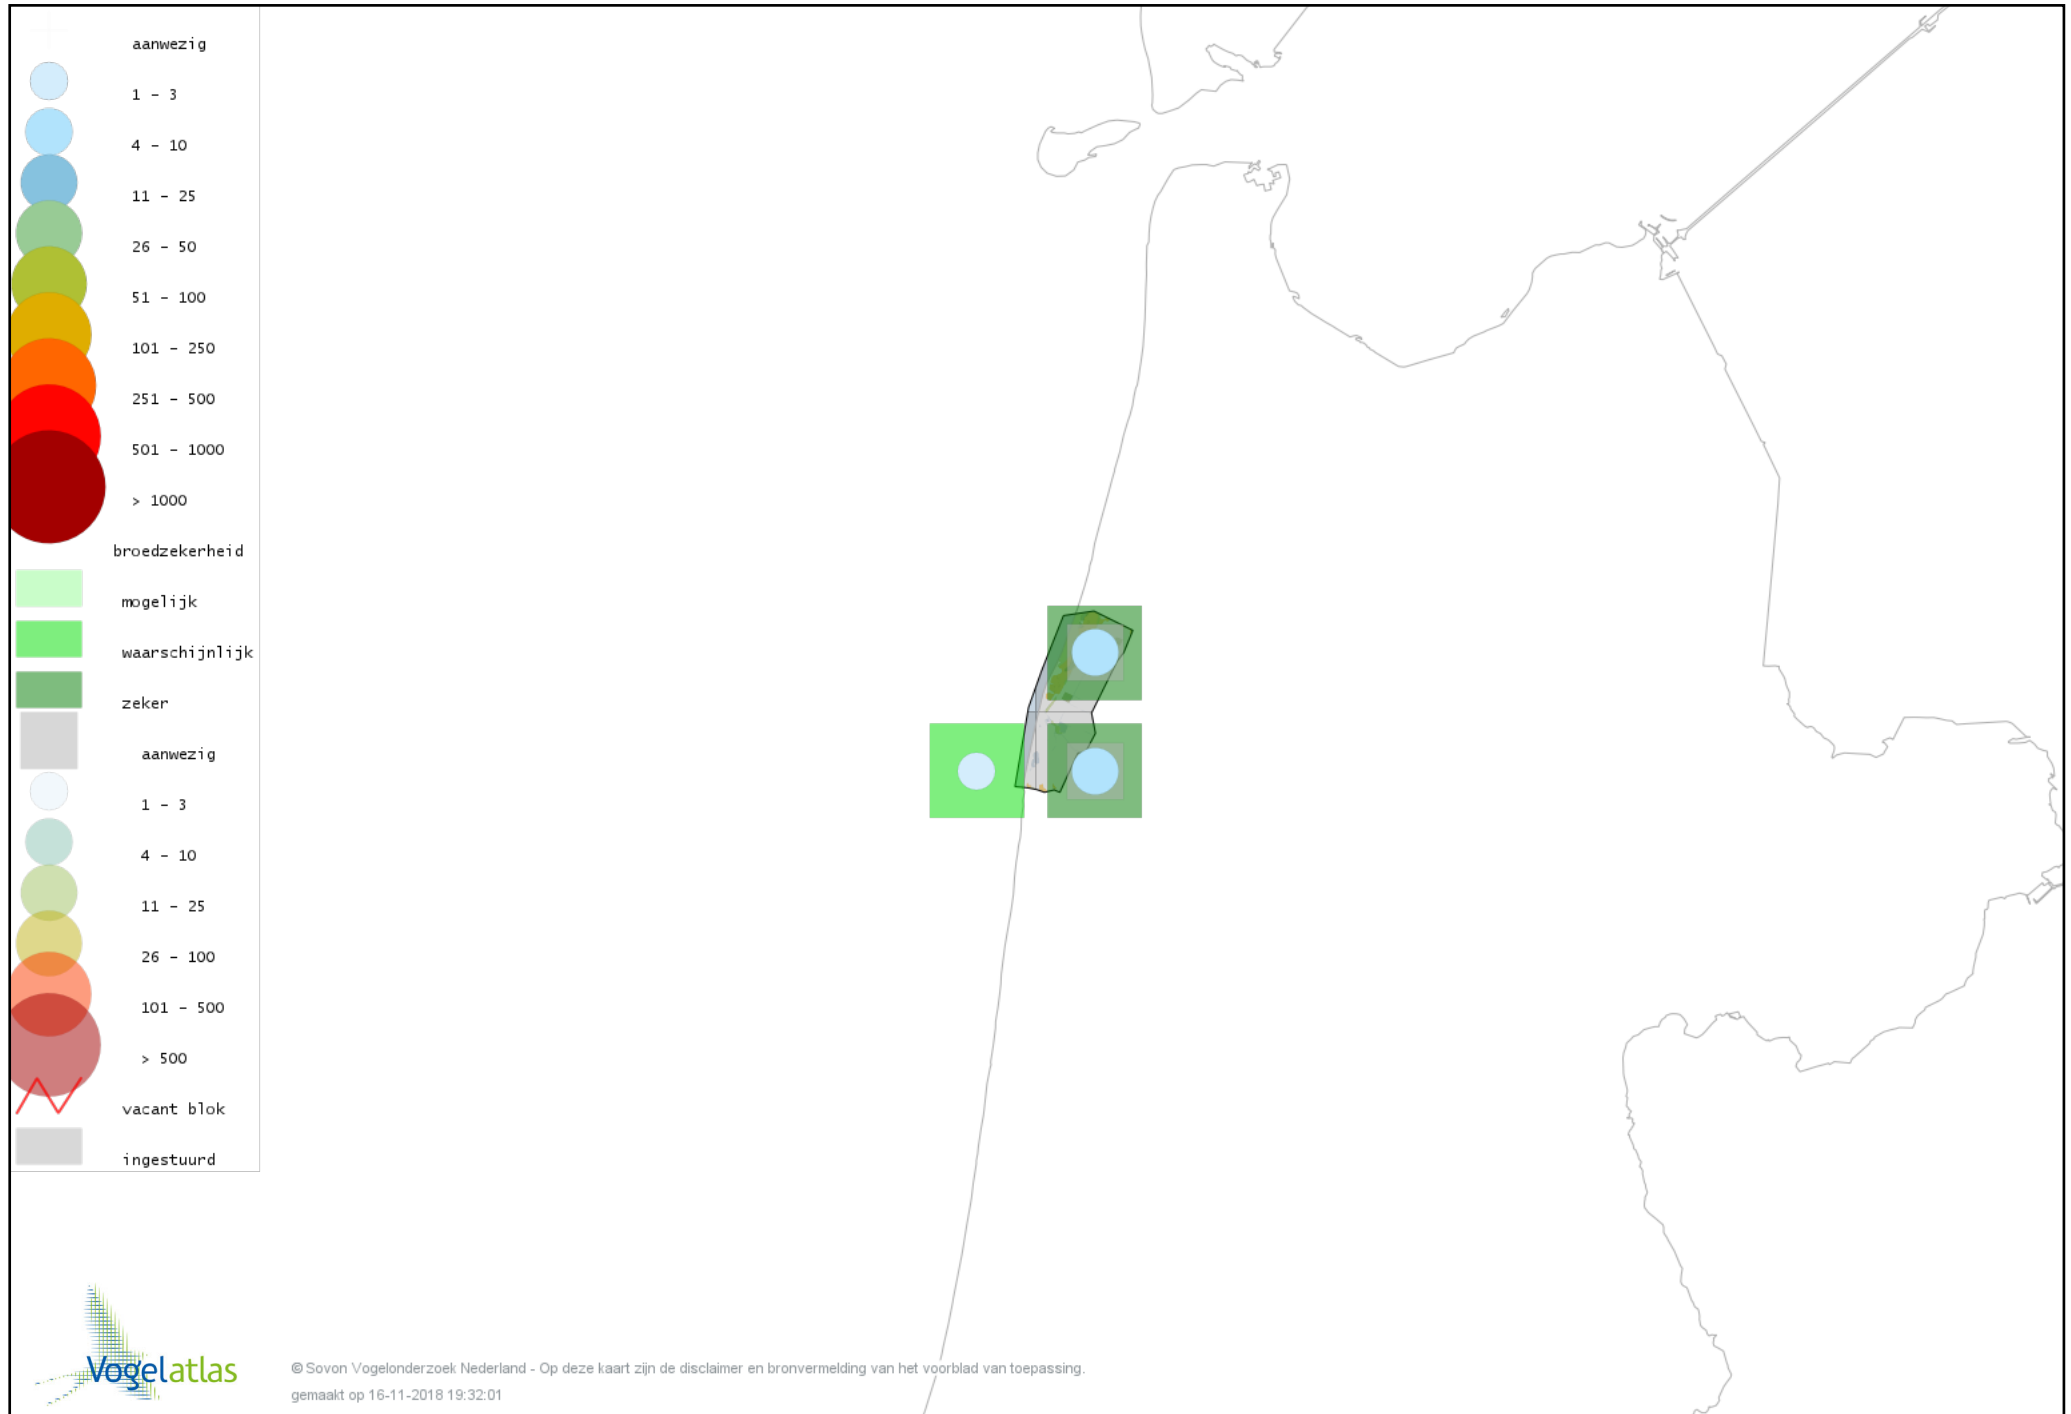 aanwezig
1 - 3
4 - 10
11 - 25
26 - 50
51 - 100
101 - 250
251 - 500
501 - 1000
> 1000
broedzekerheid
mogelijk
waarschijnlijk
zeker
aanwezig
1 - 3
4 - 10
11 - 25
26 - 100
101 - 500
> 500
vacant blok
ingestuurd
Vogelatlas
© Sovon Vogelonderzoek Nederland - Op deze kaart zijn de disclaimer en bronvermelding van het voorblad van toepassing.
gemaakt op 16-11-2018 19:32:01